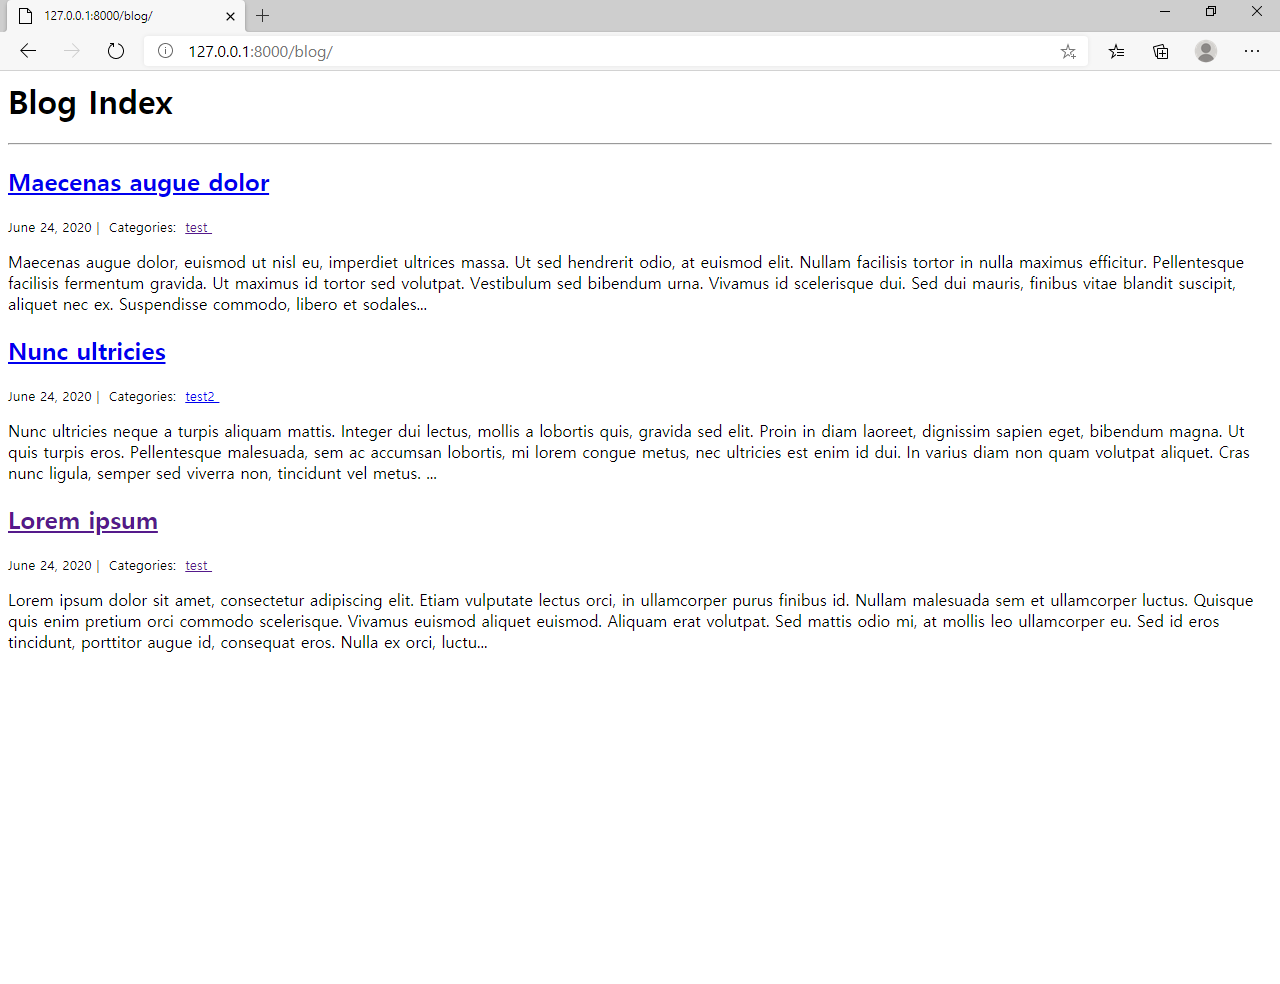 127.0.0.1:8000/blog/
127.0.0.1:8000/blog/
Blog Index
Maecenas augue dolor
June 24, 2020 | Categories: test
Maecenas augue dolor, euismod ut nisl eu, imperdiet ultrices massa. Ut sed hendrerit odio, at euismod elit. Nullam facilisis tortor in nulla maximus efficitur. Pellentesque
facilisis fermentum gravida. Ut maximus id tortor sed volutpat. Vestibulum sed bibendum urna. Vivamus id scelerisque dui. Sed dui mauris, finibus vitae blandit suscipit,
aliquet nec ex. Suspendisse commodo, libero et sodales...
Nunc ultricies
June 24, 2020 | Categories: test2
Nunc ultricies neque a turpis aliquam mattis. Integer dui lectus, mollis a lobortis quis, gravida sed elit. Proin in diam laoreet, dignissim sapien eget, bibendum magna. Ut
quis turpis eros. Pellentesque malesuada, sem ac accumsan lobortis, mi lorem congue metus, nec ultricies est enim id dui. In varius diam non quam volutpat aliquet. Cras
nunc ligula, semper sed viverra non, tincidunt vel metus. ...
Lorem ipsum
June 24, 2020 | Categories: test
Lorem ipsum dolor sit amet, consectetur adipiscing elit. Etiam vulputate lectus orci, in ullamcorper purus finibus id. Nullam malesuada sem et ullamcorper luctus. Quisque
quis enim pretium orci commodo scelerisque. Vivamus euismod aliquet euismod. Aliquam erat volutpat. Sed mattis odio mi, at mollis leo ullamcorper eu. Sed id eros
tincidunt, porttitor augue id, consequat eros. Nulla ex orci, luctu...